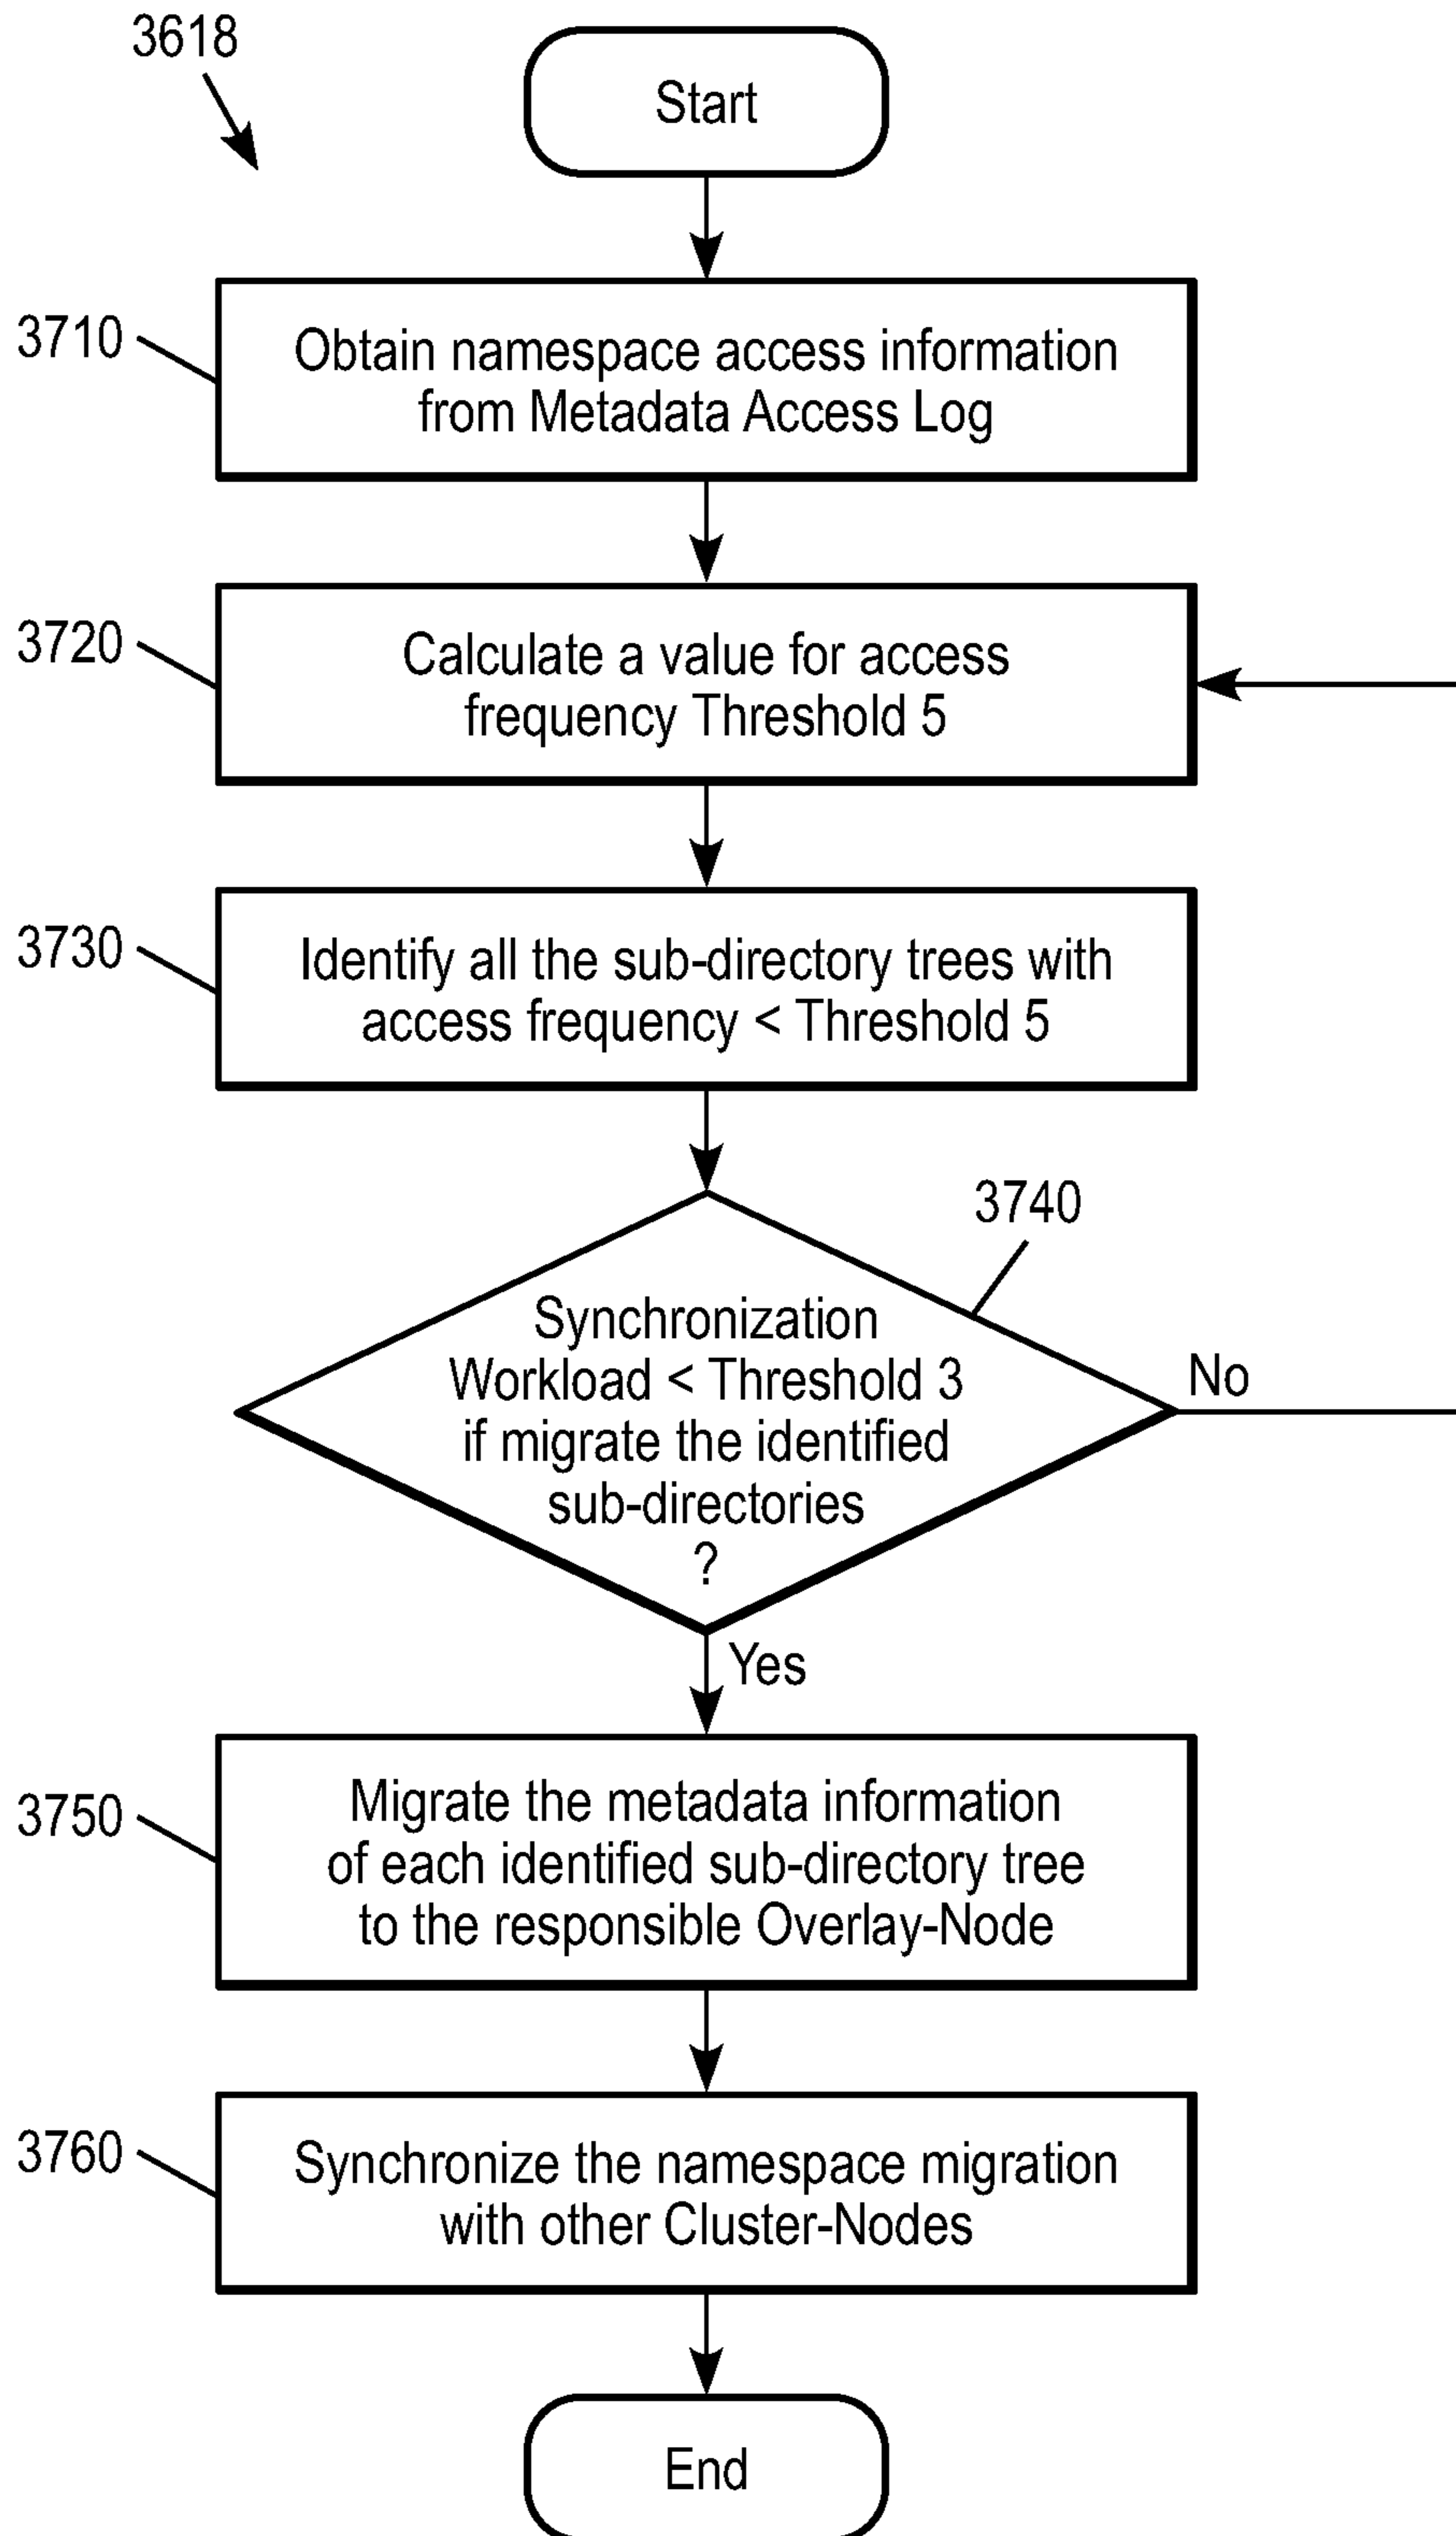 3618
Start
3710
Obtain namespace access information
from Metadata Access Log
3720
Calculate a value for access
frequency Threshold 5
3730
Identify all the sub-directory trees with
access frequency < Threshold 5
3740
Synchronization
Workload < Threshold 3
if migrate the identified
sub-directories
?
No
Yes
3750
Migrate the metadata information
of each identified sub-directory tree
to the responsible Overlay-Node
3760
Synchronize the namespace migration
with other Cluster-Nodes
End